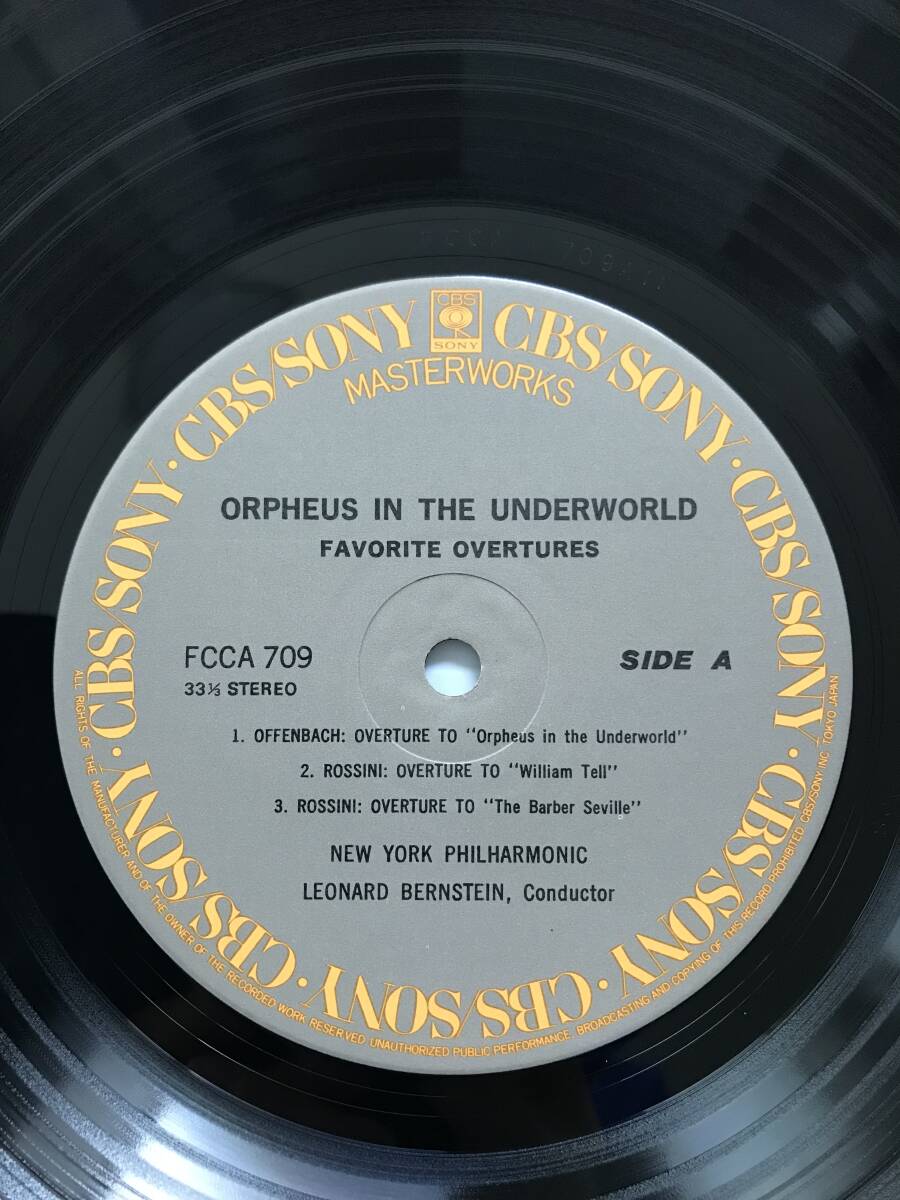 CBS
SONY
CBS/SONY · CBS/SONY · CBS/SONY · CBS/SONY · CBS/SONY · CBS/SONY · CBS/SONY · CBS/SONY
MASTERWORKS
ORPHEUS IN THE UNDERWORLD
FAVORITE OVERTURES
FCCA 709
SIDE A
33⅓ STEREO
1. OFFENBACH: OVERTURE TO "Orpheus in the Underworld"
2. ROSSINI: OVERTURE TO "William Tell"
3. ROSSINI: OVERTURE TO "The Barber Seville"
NEW YORK PHILHARMONIC
LEONARD BERNSTEIN, Conductor
ALL RIGHTS OF THE MANUFACTURER AND OF THE OWNER OF THE RECORDED WORK RESERVED UNAUTHORIZED PUBLIC PERFORMANCE, BROADCASTING AND COPYING OF THIS RECORD PROHIBITED CBS/SONY INC. TOKYO JAPAN